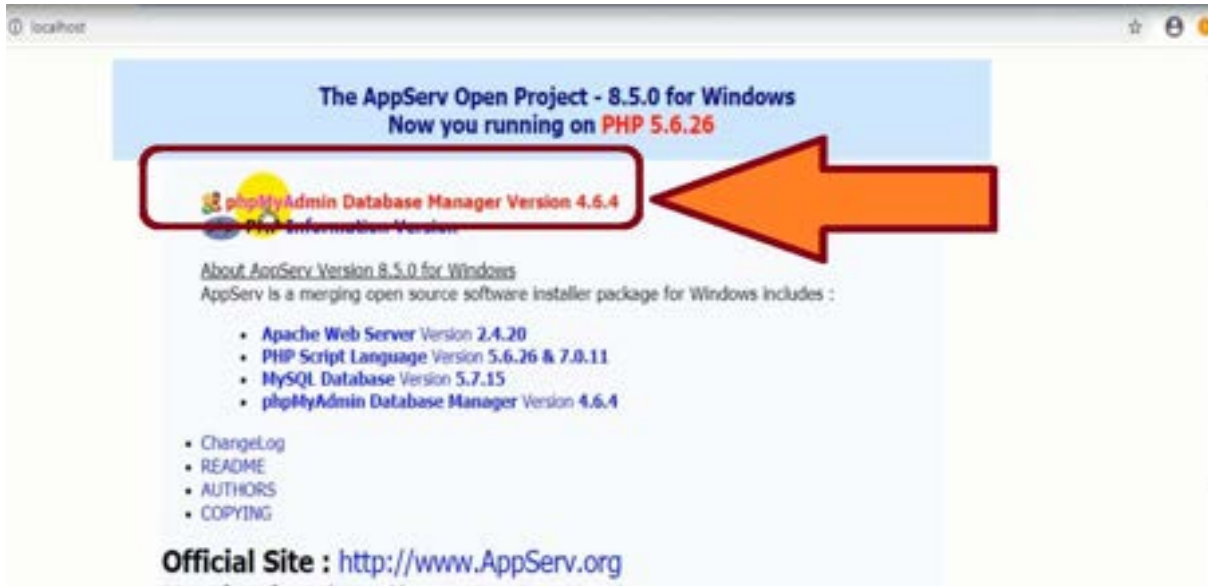 localhost
The AppServ Open Project - 8.5.0 for Windows
Now you running on PHP 5.6.26
phpMyAdmin Database Manager Version 4.6.4
PHP Information Version
About AppServ Version 8.5.0 for Windows
AppServ is a merging open source software installer package for Windows includes :
• Apache Web Server Version 2.4.20
• PHP Script Language Version 5.6.26 & 7.0.11
• MySQL Database Version 5.7.15
• phpMyAdmin Database Manager Version 4.6.4
• ChangeLog
• README
• AUTHORS
• COPYING
Official Site : http://www.AppServ.org